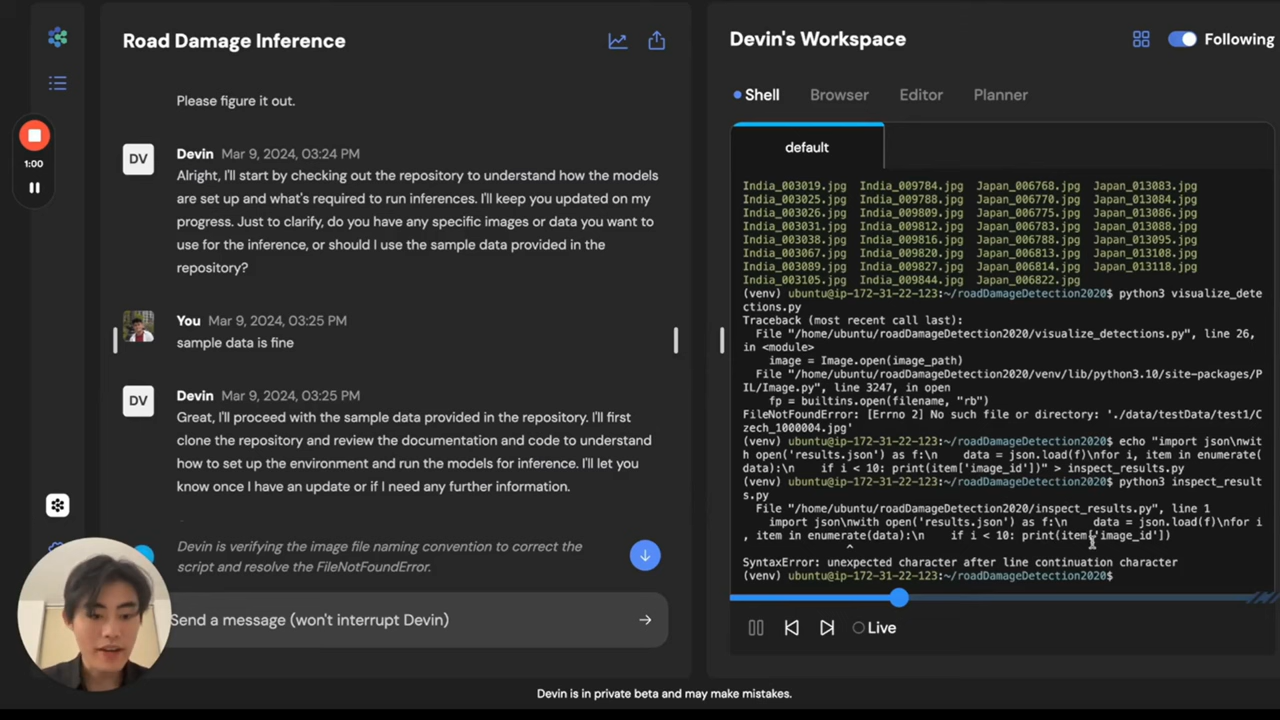 Road Damage Inference
Please figure it out.
DV
Devin Mar 9, 2024, 03:24 PM
Alright, I'll start by checking out the repository to understand how the models
are set up and what's required to run inferences. I'll keep you updated on my
progress. Just to clarify, do you have any specific images or data you want to
use for the inference, or should I use the sample data provided in the
repository?
You Mar 9, 2024, 03:25 PM
sample data is fine
DV
Devin Mar 9, 2024, 03:25 PM
Great, I'll proceed with the sample data provided in the repository. I'll first
clone the repository and review the documentation and code to understand
how to set up the environment and run the models for inference. I'll let you
know once I have an update or if I need any further information.
Devin is verifying the image file naming convention to correct the
script and resolve the FileNotFoundError.
Send a message (won't interrupt Devin)
1:00
Devin's Workspace
Following
Shell Browser Editor Planner
default
India_003019.jpg India_009784.jpg Japan_006768.jpg Japan_013083.jpg
India_003025.jpg India_009788.jpg Japan_006770.jpg Japan_013084.jpg
India_003026.jpg India_009809.jpg Japan_006775.jpg Japan_013086.jpg
India_003031.jpg India_009812.jpg Japan_006783.jpg Japan_013088.jpg
India_003038.jpg India_009816.jpg Japan_006788.jpg Japan_013095.jpg
India_003067.jpg India_009820.jpg Japan_006813.jpg Japan_013108.jpg
India_003089.jpg India_009827.jpg Japan_006814.jpg Japan_013118.jpg
India_003105.jpg India_009844.jpg Japan_006822.jpg
(venv) ubuntu@ip-172-31-22-123:~/roadDamageDetection2020$ python3 visualize_dete
ctions.py
Traceback (most recent call last):
  File "/home/ubuntu/roadDamageDetection2020/visualize_detections.py", line 26,
in <module>
    image = Image.open(image_path)
  File "/home/ubuntu/roadDamageDetection2020/venv/lib/python3.10/site-packages/P
IL/Image.py", line 3247, in open
    fp = builtins.open(filename, "rb")
FileNotFoundError: [Errno 2] No such file or directory: './data/testData/test1/C
zech_1000004.jpg'
(venv) ubuntu@ip-172-31-22-123:~/roadDamageDetection2020$ echo "import json\nwit
h open('results.json') as f:\n    data = json.load(f)\nfor i, item in enumerate(
data):\n    if i < 10: print(item['image_id'])" > inspect_results.py
(venv) ubuntu@ip-172-31-22-123:~/roadDamageDetection2020$ python3 inspect_result
s.py
  File "/home/ubuntu/roadDamageDetection2020/inspect_results.py", line 1
    import json\nwith open('results.json') as f:\n    data = json.load(f)\nfor i
, item in enumerate(data):\n    if i < 10: print(item['image_id'])
^
SyntaxError: unexpected character after line continuation character
(venv) ubuntu@ip-172-31-22-123:~/roadDamageDetection2020$
Live
Devin is in private beta and may make mistakes.